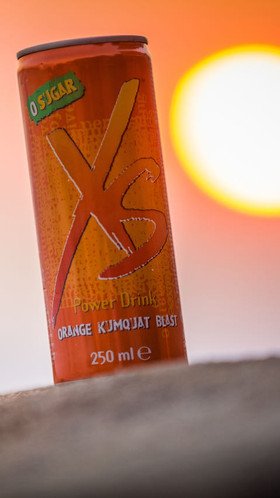 0 SUGAR
XS
Power Drink
ORANGE KUMQUAT BLAST
250 ml e